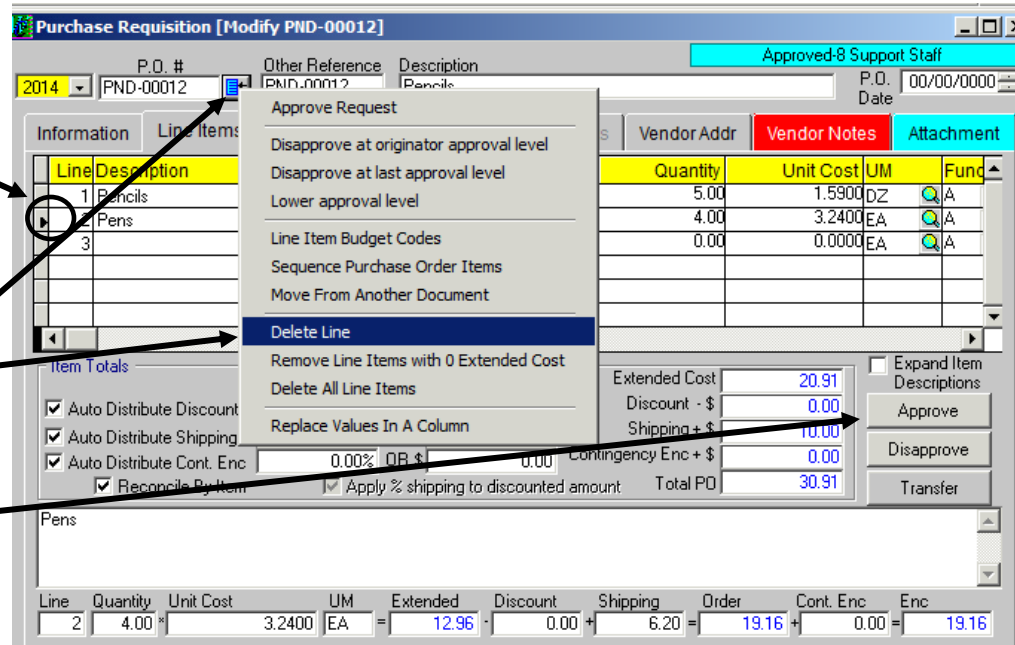 Purchase Requisition [Modify PND-00012]
Approved-8 Support Staff
P.O. # Other Reference Description
2014 PND-00012 PND-00012 Pencils P.O. Date 00/00/0000
Information Line Items Vendor Addr Vendor Notes Attachment
Approve Request
Disapprove at originator approval level
Disapprove at last approval level
Lower approval level
Line Item Budget Codes
Sequence Purchase Order Items
Move From Another Document
Delete Line
Remove Line Items with 0 Extended Cost
Delete All Line Items
Replace Values In A Column
Line Description Quantity Unit Cost UM Func
1 Pencils 5.00 1.5900 DZ A
2 Pens 4.00 3.2400 EA A
3 0.00 0.0000 EA A
Item Totals
Auto Distribute Discount
Auto Distribute Shipping
Auto Distribute Cont. Enc 0.00% OR $ 0.00
Reconcile By Item Apply % shipping to discounted amount
Extended Cost 20.91
Discount - $ 0.00
Shipping + $ 10.00
Contingency Enc + $ 0.00
Total PO 30.91
Expand Item Descriptions
Approve
Disapprove
Transfer
Pens
Line Quantity Unit Cost UM Extended Discount Shipping Order Cont. Enc Enc
2 4.00 * 3.2400 EA = 12.96 - 0.00 + 6.20 = 19.16 + 0.00 = 19.16